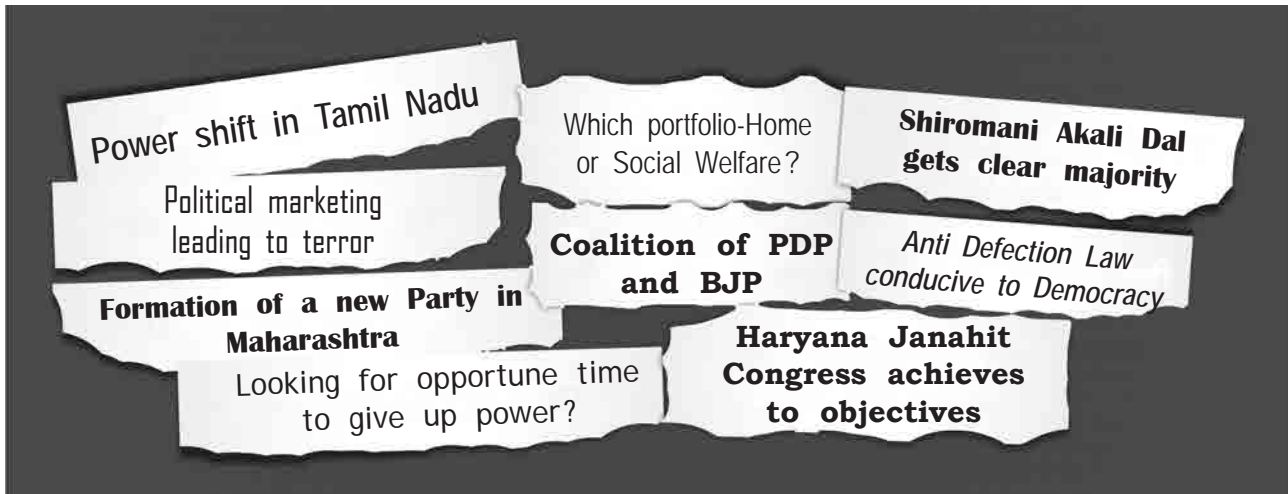 Power shift in Tamil Nadu
Which portfolio-Home
or Social Welfare?
Shiromani Akali Dal
gets clear majority
Political marketing
leading to terror
Coalition of PDP
and BJP
Anti Defection Law
conducive to Democracy
Formation of a new Party in
Maharashtra
Haryana Janahit
Congress achieves
to objectives
Looking for opportune time
to give up power?